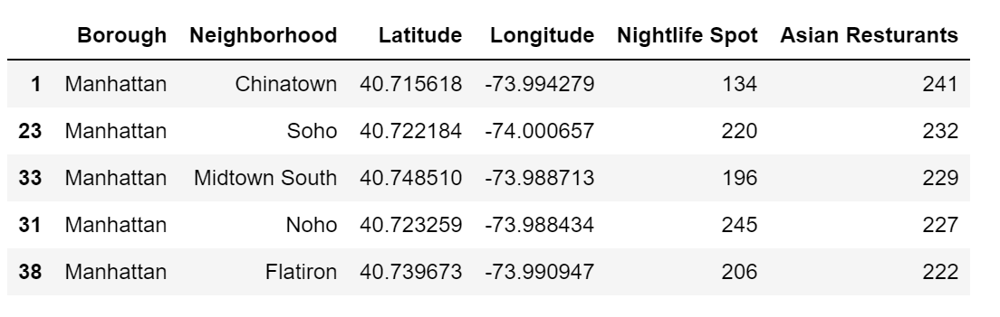 Borough Neighborhood Latitude Longitude Nightlife Spot Asian Resturants
1 Manhattan Chinatown 40.715618 -73.994279 134 241
23 Manhattan Soho 40.722184 -74.000657 220 232
33 Manhattan Midtown South 40.748510 -73.988713 196 229
31 Manhattan Noho 40.723259 -73.988434 245 227
38 Manhattan Flatiron 40.739673 -73.990947 206 222